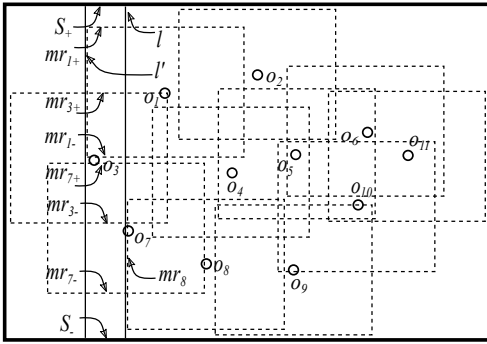 S+
l
mr1+
l'
o2
mr3+
o1
o6
mr1-
o5
o11
o3
mr7+
o4
mr3-
o10
o7
o8
mr8
o9
mr7-
S-